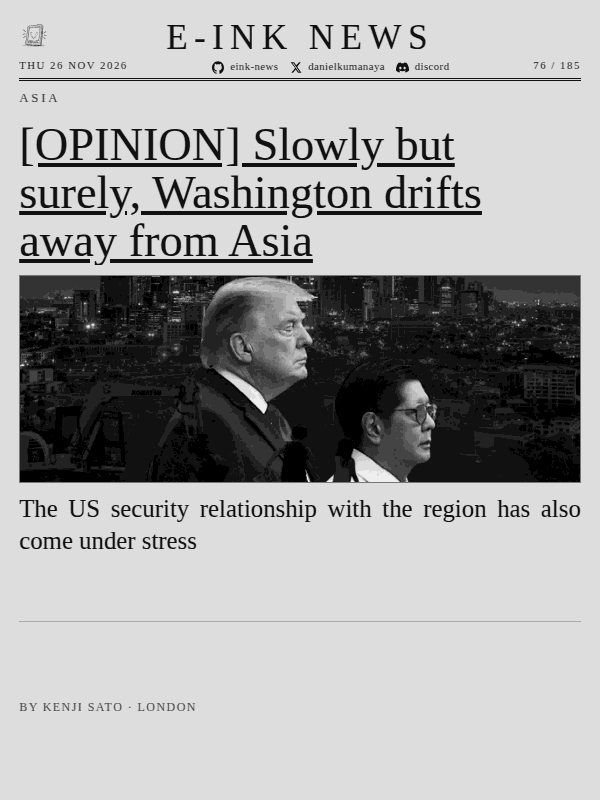 E-INK NEWS
THU 26 NOV 2026
eink-news
danielkumanaya
discord
76 / 185
ASIA
[OPINION] Slowly but
surely, Washington drifts
away from Asia
The US security relationship with the region has also
come under stress
BY KENJI SATO · LONDON